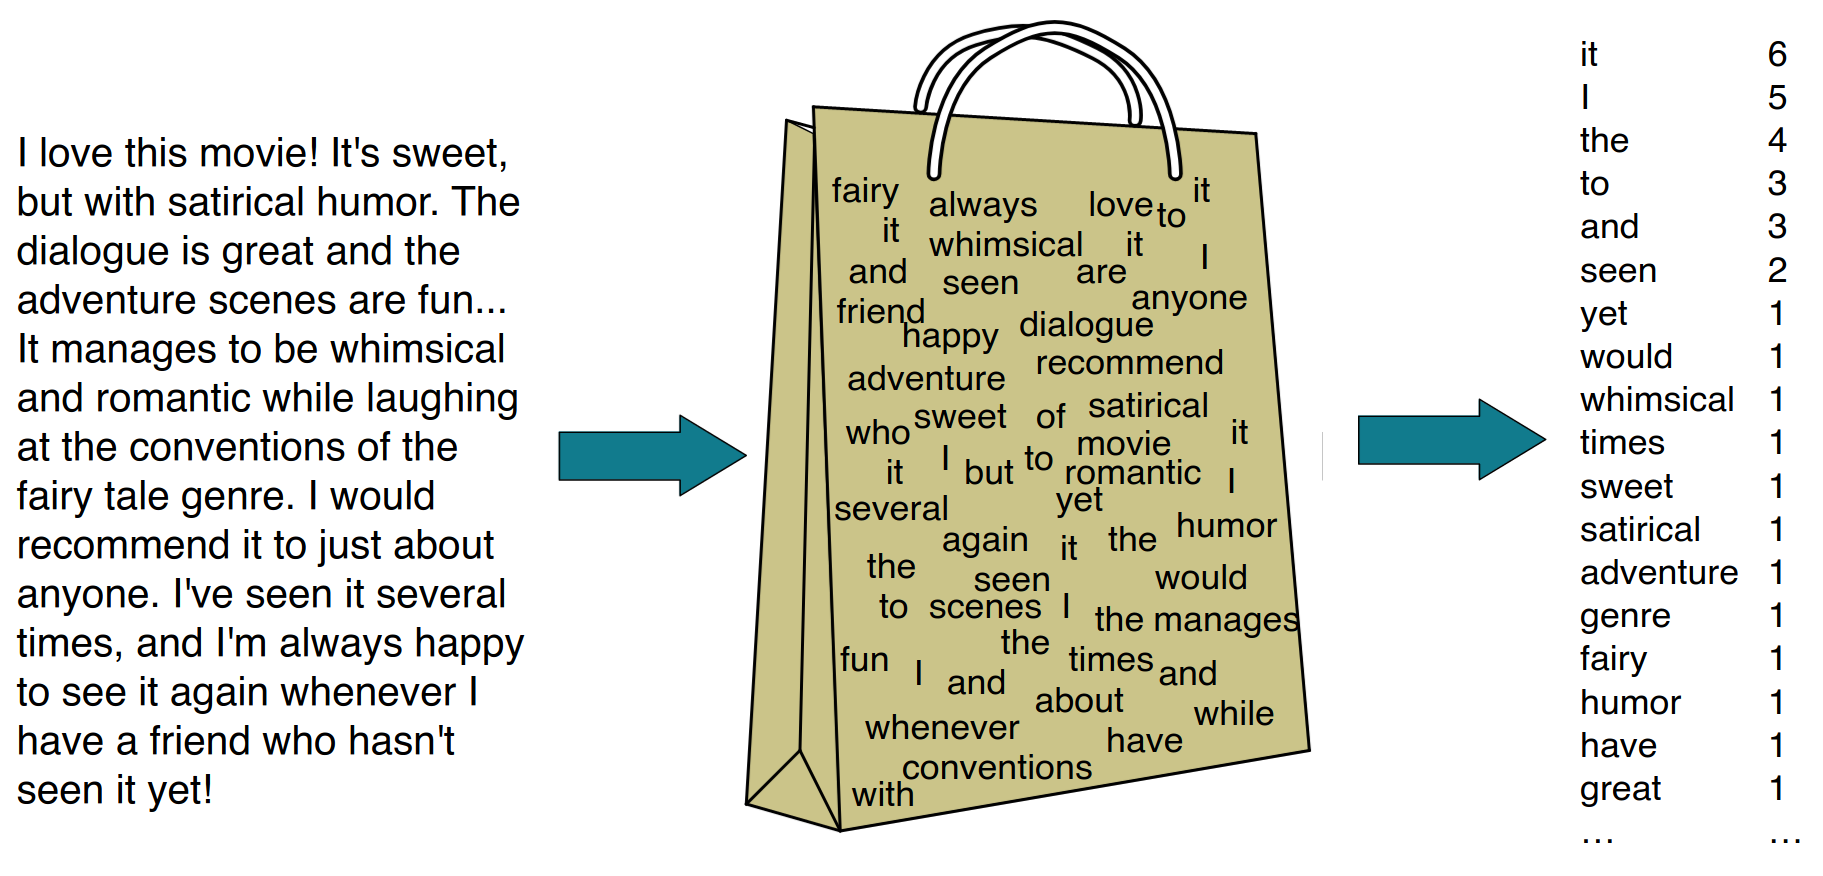 I love this movie! It's sweet,
but with satirical humor. The
dialogue is great and the
adventure scenes are fun...
It manages to be whimsical
and romantic while laughing
at the conventions of the
fairy tale genre. I would
recommend it to just about
anyone. I've seen it several
times, and I'm always happy
to see it again whenever I
have a friend who hasn't
seen it yet!
fairy always love to it
it whimsical it I
and seen are anyone
friend happy dialogue
adventure recommend
who sweet of satirical
it I but to movie it
romantic I
several yet
again it the humor
the seen would
to scenes I the manages
fun I and the times and
whenever about while
have
conventions
with
it 6
I 5
the 4
to 3
and 3
seen 2
yet 1
would 1
whimsical 1
times 1
sweet 1
satirical 1
adventure 1
genre 1
fairy 1
humor 1
have 1
great 1
... ...